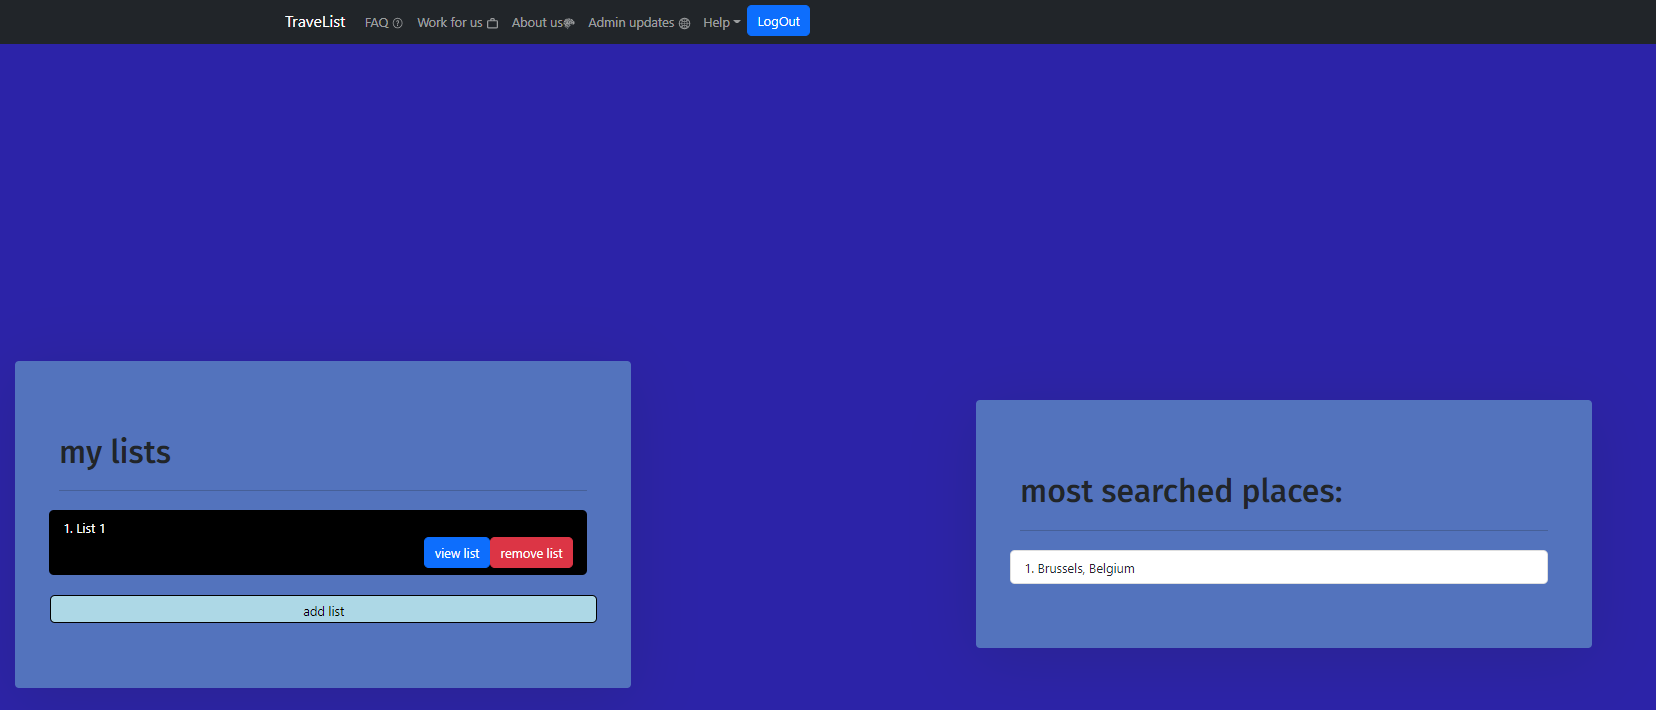 TraveList FAQ Work for us About us Admin updates Help LogOut
my lists
1. List 1
view list remove list
add list
most searched places:
1. Brussels, Belgium